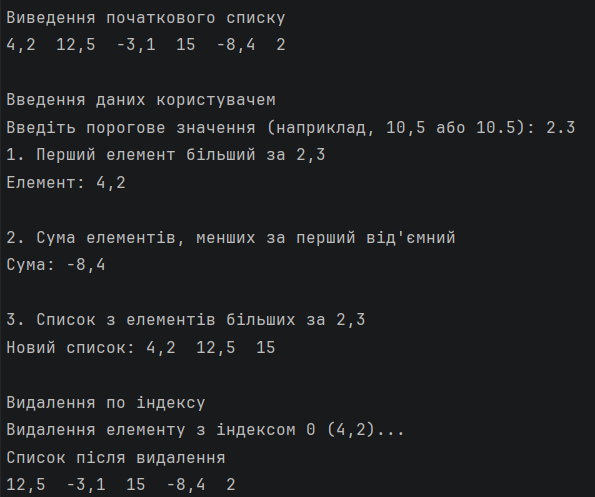 Виведення початкового списку
4,2  12,5  -3,1  15  -8,4  2
Введення даних користувачем
Введіть порогове значення (наприклад, 10,5 або 10.5): 2.3
1. Перший елемент більший за 2,3
Елемент: 4,2
2. Сума елементів, менших за перший від'ємний
Сума: -8,4
3. Список з елементів більших за 2,3
Новий список: 4,2  12,5  15
Видалення по індексу
Видалення елементу з індексом 0 (4,2)...
Список після видалення
12,5  -3,1  15  -8,4  2